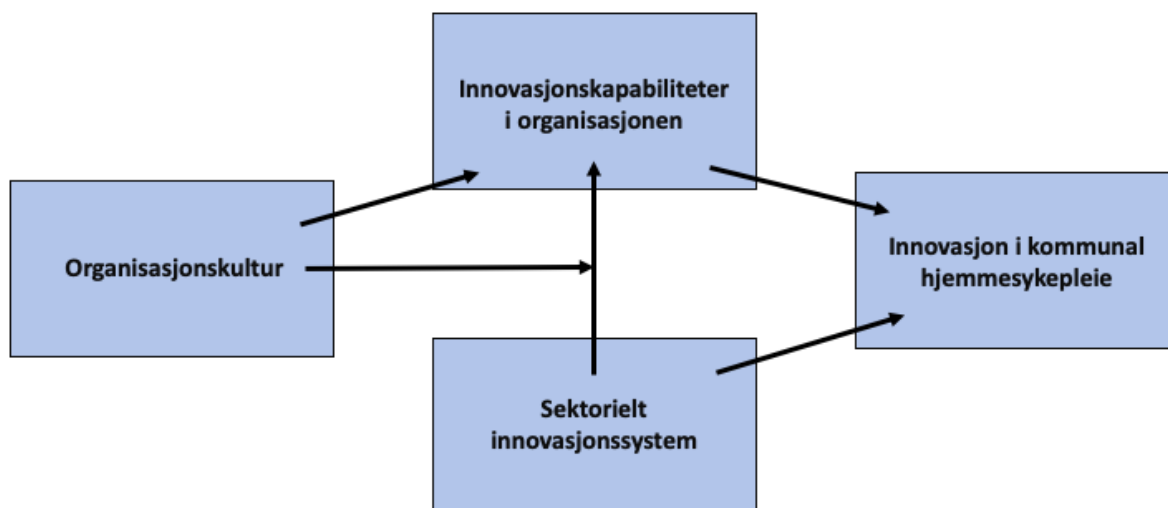 Innovasjonskapabiliteter
i organisasjonen
Organisasjonskultur
Innovasjon i kommunal
hjemmesykepleie
Sektorielt
innovasjonssystem